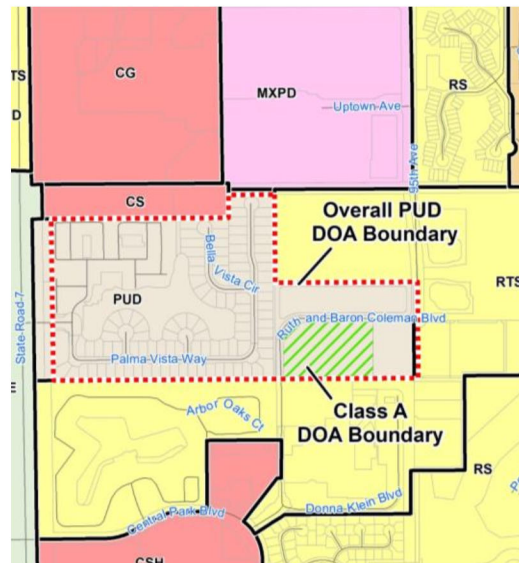 CG
MXPD
RS
TS
D
Uptown Ave
95th Ave
CS
Overall PUD
DOA Boundary
Bella Vista Cir
PUD
RTS
State-Road-7
Ruth-and-Baron-Coleman-Blvd
Palma-Vista-Way
Class A
DOA Boundary
Arbor Oaks Ct
RS
Donna-Klein-Blvd
Central Park Blvd
CSH